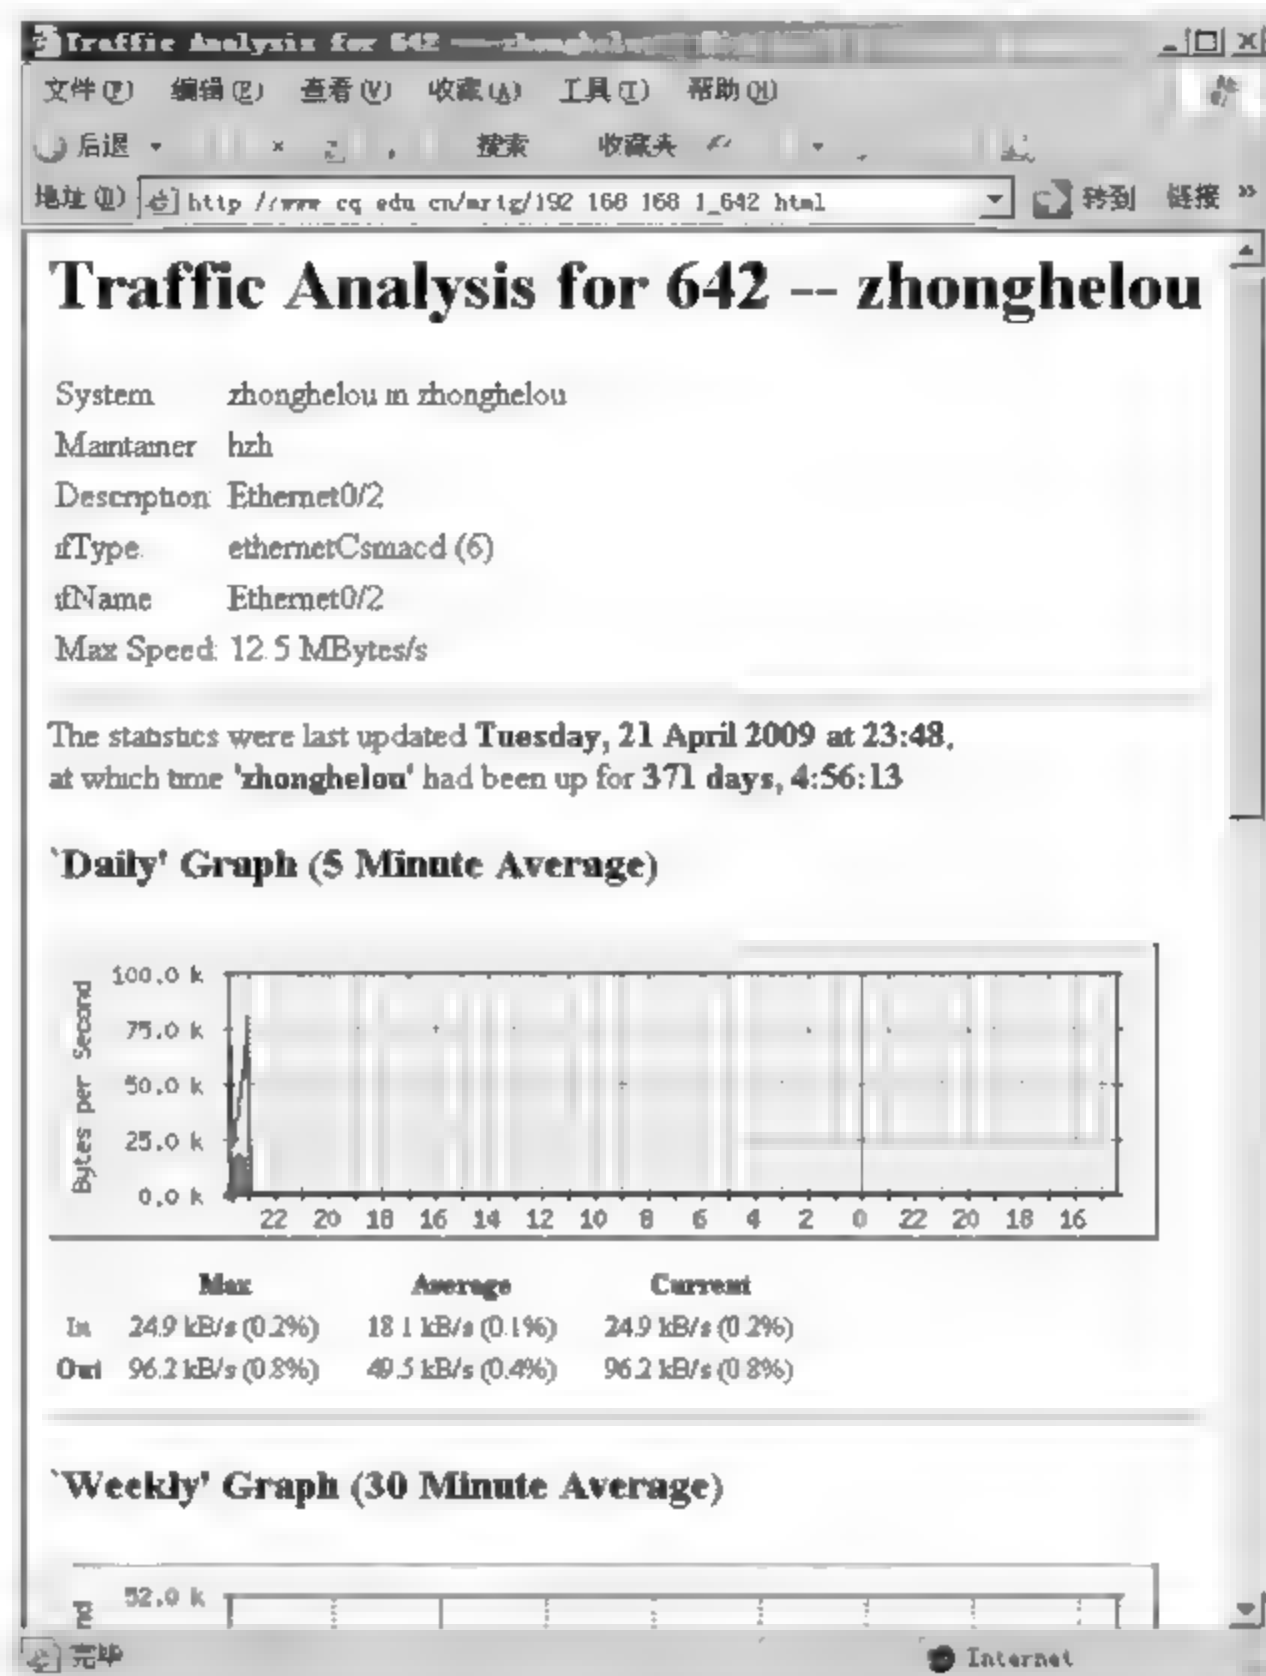 Traffic Analysis for 642 -- zhonghelou
文件(F) 编辑(E) 查看(V) 收藏(A) 工具(T) 帮助(H)
后退 搜索 收藏夹
地址(D) http //www cq edu cn/mrtg/192 168 168 1_642 html 转到 链接 »
Traffic Analysis for 642 -- zhonghelou
System zhonghelou in zhonghelou
Maintainer hzh
Description: Ethernet0/2
ifType: ethernetCsmacd (6)
ifName Ethernet0/2
Max Speed: 12.5 MBytes/s
The statistics were last updated Tuesday, 21 April 2009 at 23:48,
at which time 'zhonghelou' had been up for 371 days, 4:56:13
`Daily' Graph (5 Minute Average)
Bytes per Second
100.0 k
75.0 k
50.0 k
25.0 k
0.0 k
22 20 18 16 14 12 10 8 6 4 2 0 22 20 18 16
Max Average Current
In 24.9 kB/s (0.2%) 18.1 kB/s (0.1%) 24.9 kB/s (0.2%)
Out 96.2 kB/s (0.8%) 49.5 kB/s (0.4%) 96.2 kB/s (0.8%)
`Weekly' Graph (30 Minute Average)
52.0 k
完毕 Internet